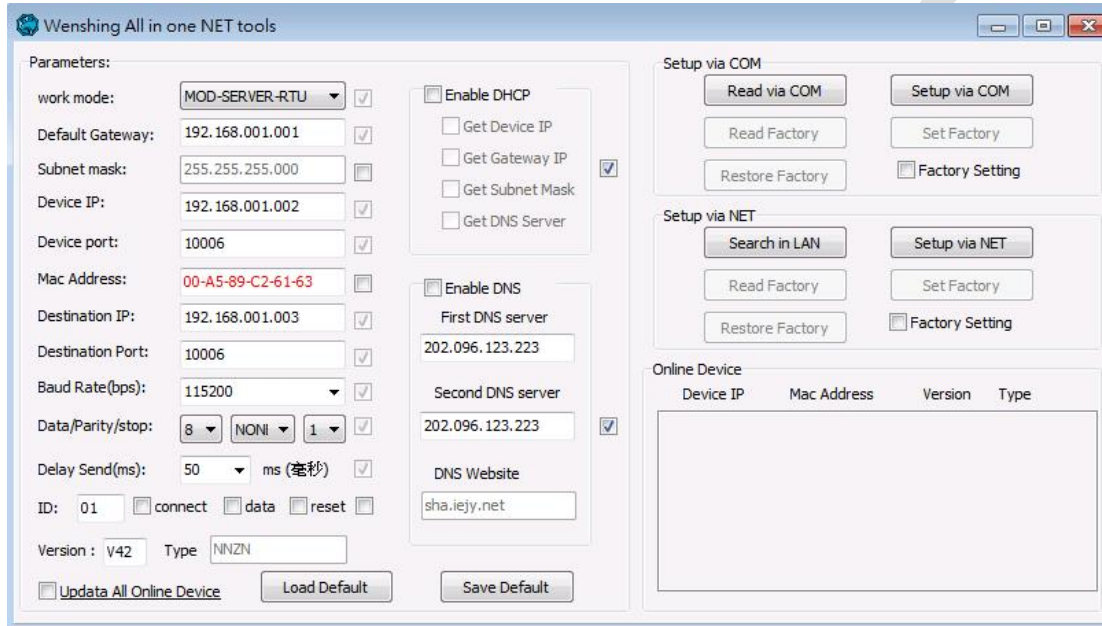 Wenshing All in one NET tools
Parameters:
work mode: MOD-SERVER-RTU
Default Gateway: 192.168.001.001
Subnet mask: 255.255.255.000
Device IP: 192.168.001.002
Device port: 10006
Mac Address: 00-A5-89-C2-61-63
Destination IP: 192.168.001.003
Destination Port: 10006
Baud Rate(bps): 115200
Data/Parity/stop: 8 NONI 1
Delay Send(ms): 50 ms (毫秒)
ID: 01 connect data reset
Version : V42 Type NNZN
Updata All Online Device Load Default Save Default
Enable DHCP
Get Device IP
Get Gateway IP
Get Subnet Mask
Get DNS Server
Enable DNS
First DNS server
202.096.123.223
Second DNS server
202.096.123.223
DNS Website
sha.iejy.net
Setup via COM
Read via COM Setup via COM
Read Factory Set Factory
Restore Factory Factory Setting
Setup via NET
Search in LAN Setup via NET
Read Factory Set Factory
Restore Factory Factory Setting
Online Device
Device IP Mac Address Version Type